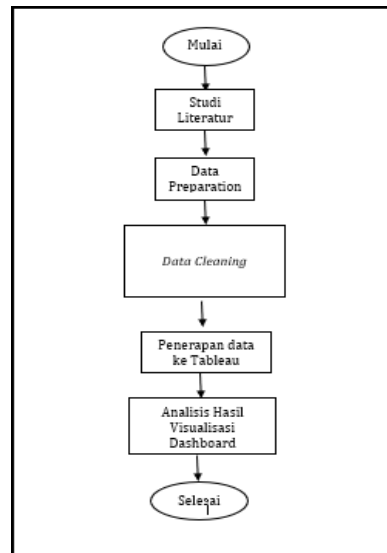 Mulai
Studi
Literatur
Data
Preparation
Data Cleaning
Penerapan data
ke Tableau
Analisis Hasil
Visualisasi
Dashboard
Selesai